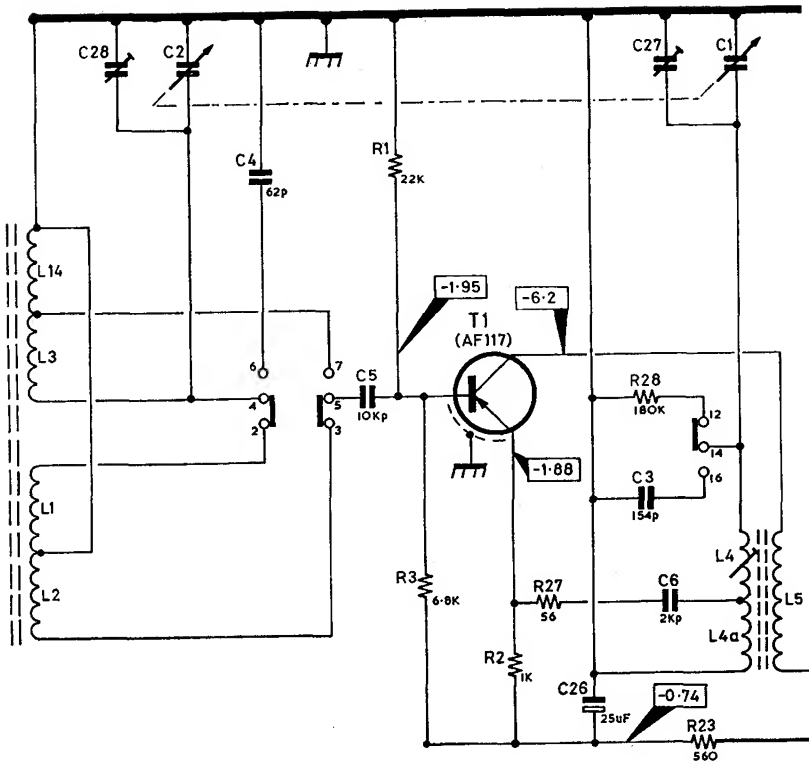 C28
C2
C27
C1
C4
62p
R1
22K
-1·95
-6·2
L14
T1
(AF117)
L3
6
7
C5
10Kp
4
5
2
3
R28
180K
12
14
16
C3
154p
-1·88
L1
L2
R3
6·8K
R27
56
C6
2Kp
L4
L4a
L5
R2
1K
C26
25uF
-0·74
R23
560